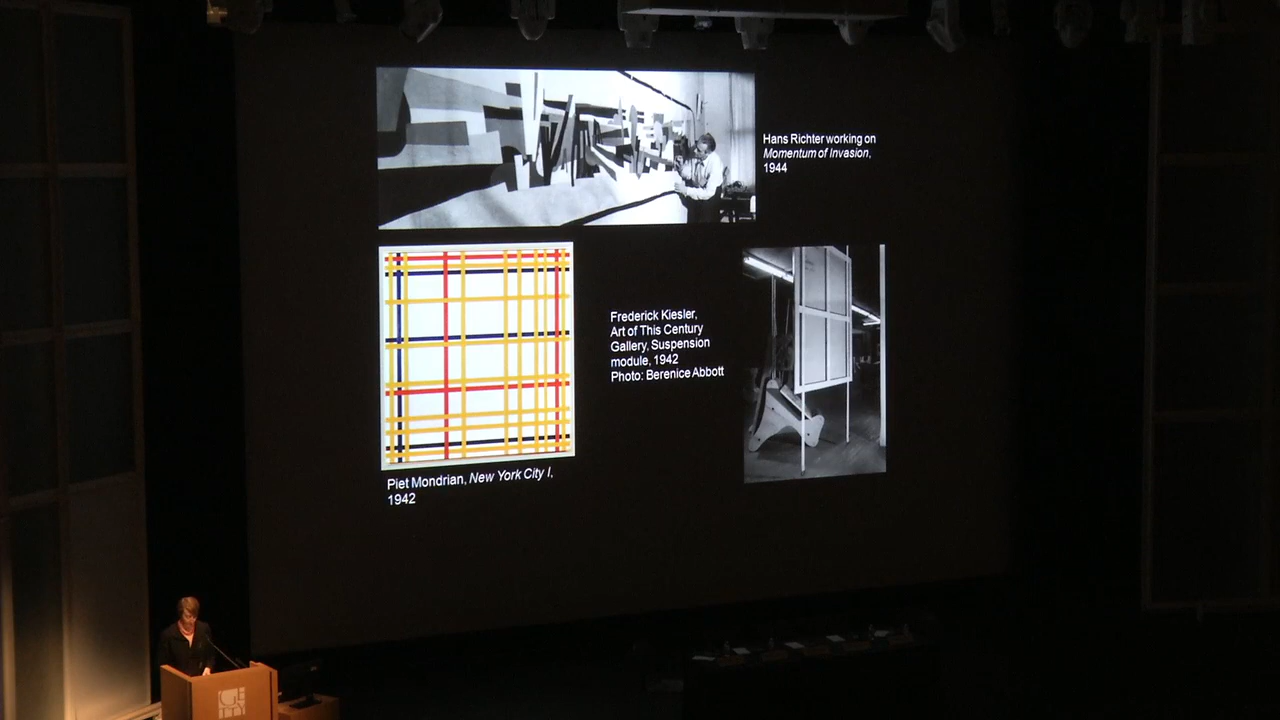 Hans Richter working on
Momentum of Invasion,
1944
Frederick Kiesler,
Art of This Century
Gallery, Suspension
module, 1942
Photo: Berenice Abbott
Piet Mondrian, New York City I,
1942
GETTY